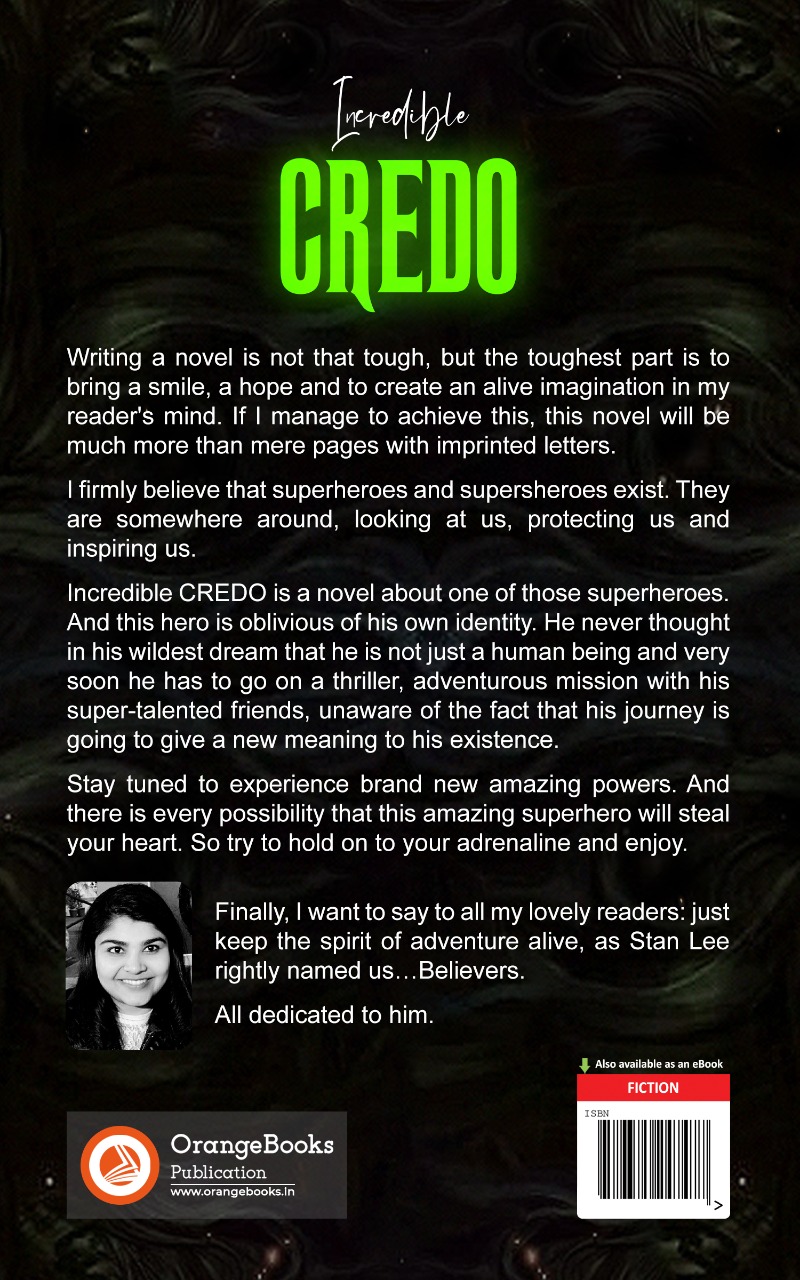 Incredible
CREDO
Writing a novel is not that tough, but the toughest part is to
bring a smile, a hope and to create an alive imagination in my
reader's mind. If I manage to achieve this, this novel will be
much more than mere pages with imprinted letters.
I firmly believe that superheroes and supersheroes exist. They
are somewhere around, looking at us, protecting us and
inspiring us.
Incredible CREDO is a novel about one of those superheroes.
And this hero is oblivious of his own identity. He never thought
in his wildest dream that he is not just a human being and very
soon he has to go on a thriller, adventurous mission with his
super-talented friends, unaware of the fact that his journey is
going to give a new meaning to his existence.
Stay tuned to experience brand new amazing powers. And
there is every possibility that this amazing superhero will steal
your heart. So try to hold on to your adrenaline and enjoy.
Finally, I want to say to all my lovely readers: just
keep the spirit of adventure alive, as Stan Lee
rightly named us…Believers.
All dedicated to him.
Also available as an eBook
FICTION
ISBN
>
OrangeBooks
Publication
www.orangebooks.in